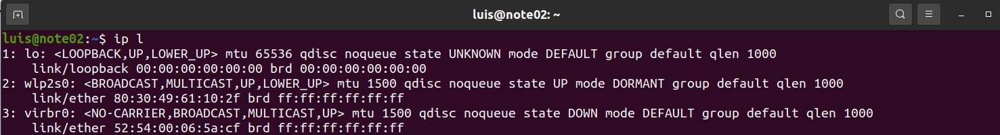 luis@note02: ~
luis@note02:~$ ip l
1: lo: <LOOPBACK,UP,LOWER_UP> mtu 65536 qdisc noqueue state UNKNOWN mode DEFAULT group default qlen 1000
    link/loopback 00:00:00:00:00:00 brd 00:00:00:00:00:00
2: wlp2s0: <BROADCAST,MULTICAST,UP,LOWER_UP> mtu 1500 qdisc noqueue state UP mode DORMANT group default qlen 1000
    link/ether 80:30:49:61:10:2f brd ff:ff:ff:ff:ff:ff
3: virbr0: <NO-CARRIER,BROADCAST,MULTICAST,UP> mtu 1500 qdisc noqueue state DOWN mode DEFAULT group default qlen 1000
    link/ether 52:54:00:06:5a:cf brd ff:ff:ff:ff:ff:ff